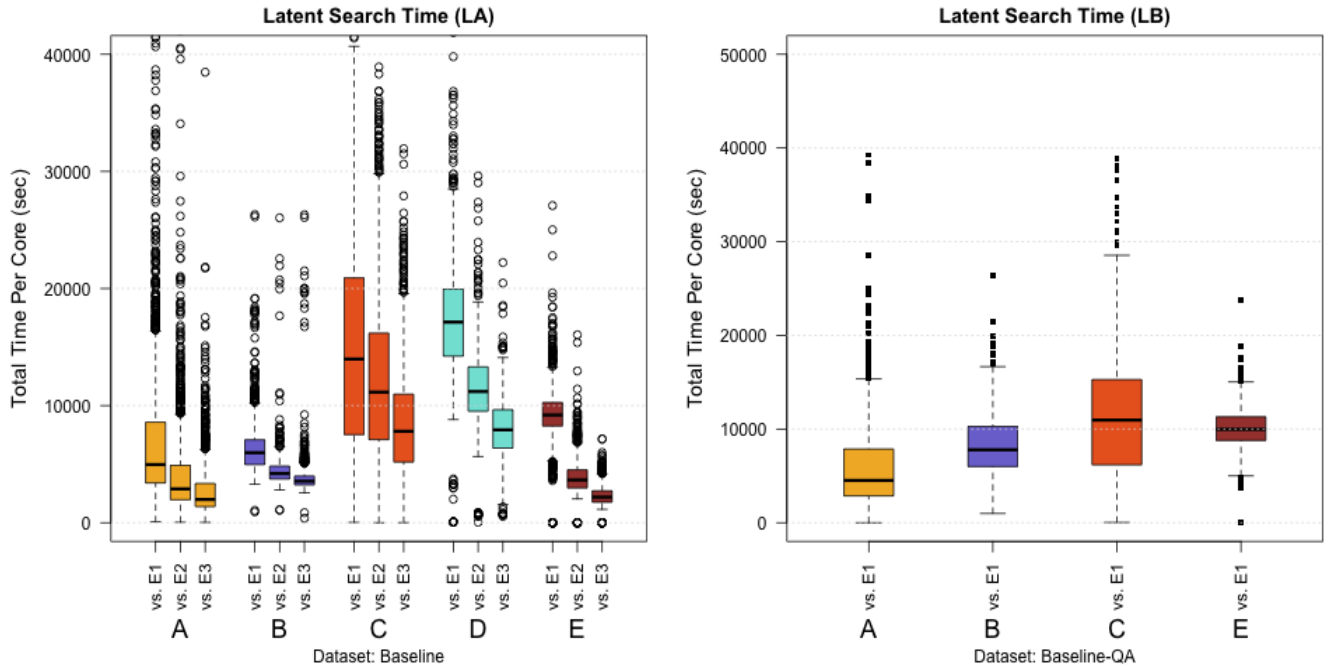 Latent Search Time (LA)
Total Time Per Core (sec)
40000
30000
20000
10000
0
vs. E1
vs. E2
vs. E3
vs. E1
vs. E2
vs. E3
vs. E1
vs. E2
vs. E3
vs. E1
vs. E2
vs. E3
vs. E1
vs. E2
vs. E3
A B C D E
Dataset: Baseline
Latent Search Time (LB)
Total Time Per Core (sec)
50000
40000
30000
20000
10000
0
vs. E1
vs. E1
vs. E1
vs. E1
A B C E
Dataset: Baseline-QA